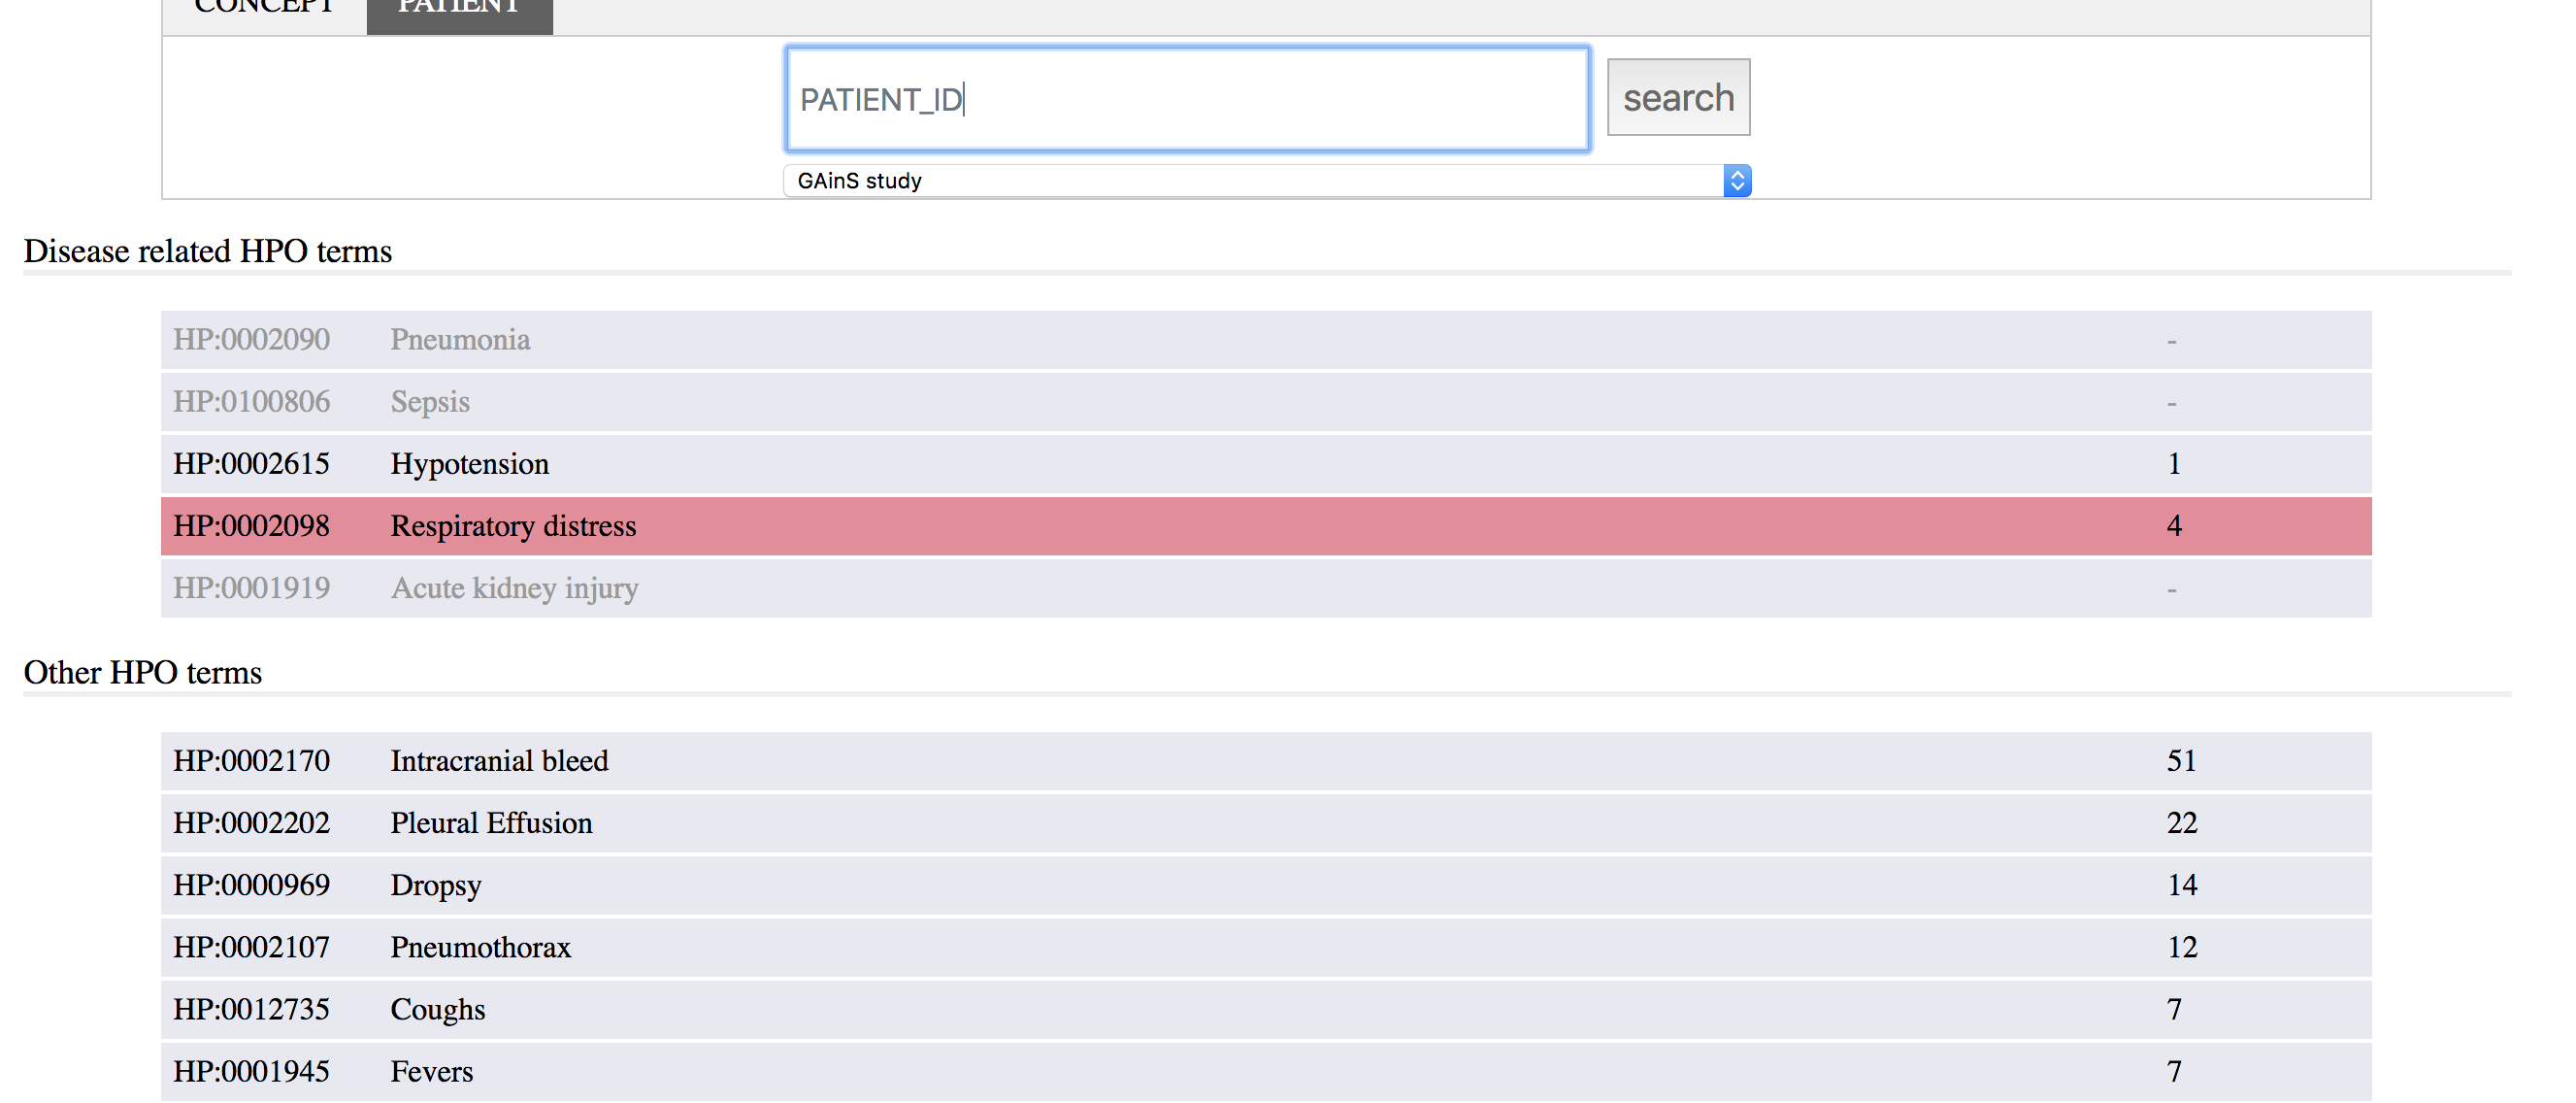 CONCEPT PATIENT
PATIENT_ID search
GAinS study
Disease related HPO terms
HP:0002090 Pneumonia -
HP:0100806 Sepsis -
HP:0002615 Hypotension 1
HP:0002098 Respiratory distress 4
HP:0001919 Acute kidney injury -
Other HPO terms
HP:0002170 Intracranial bleed 51
HP:0002202 Pleural Effusion 22
HP:0000969 Dropsy 14
HP:0002107 Pneumothorax 12
HP:0012735 Coughs 7
HP:0001945 Fevers 7